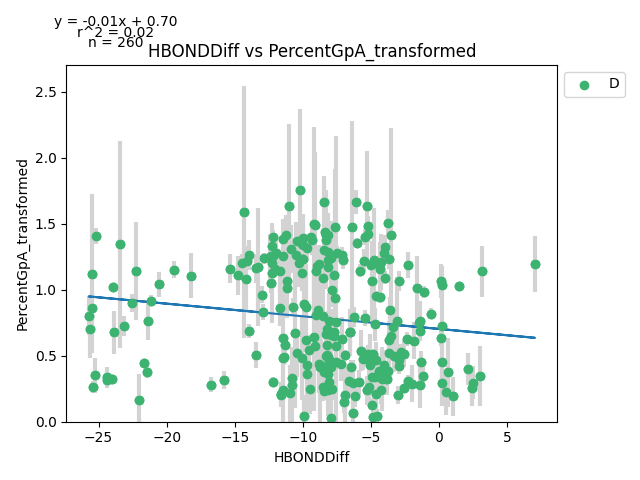 y = -0.01x + 0.70
r^2 = 0.02
n = 260
HBONDDiff vs PercentGpA_transformed
D
PercentGpA_transformed
2.5
2.0
1.5
1.0
0.5
0.0
−25
−20
−15
−10
−5
0
5
HBONDDiff